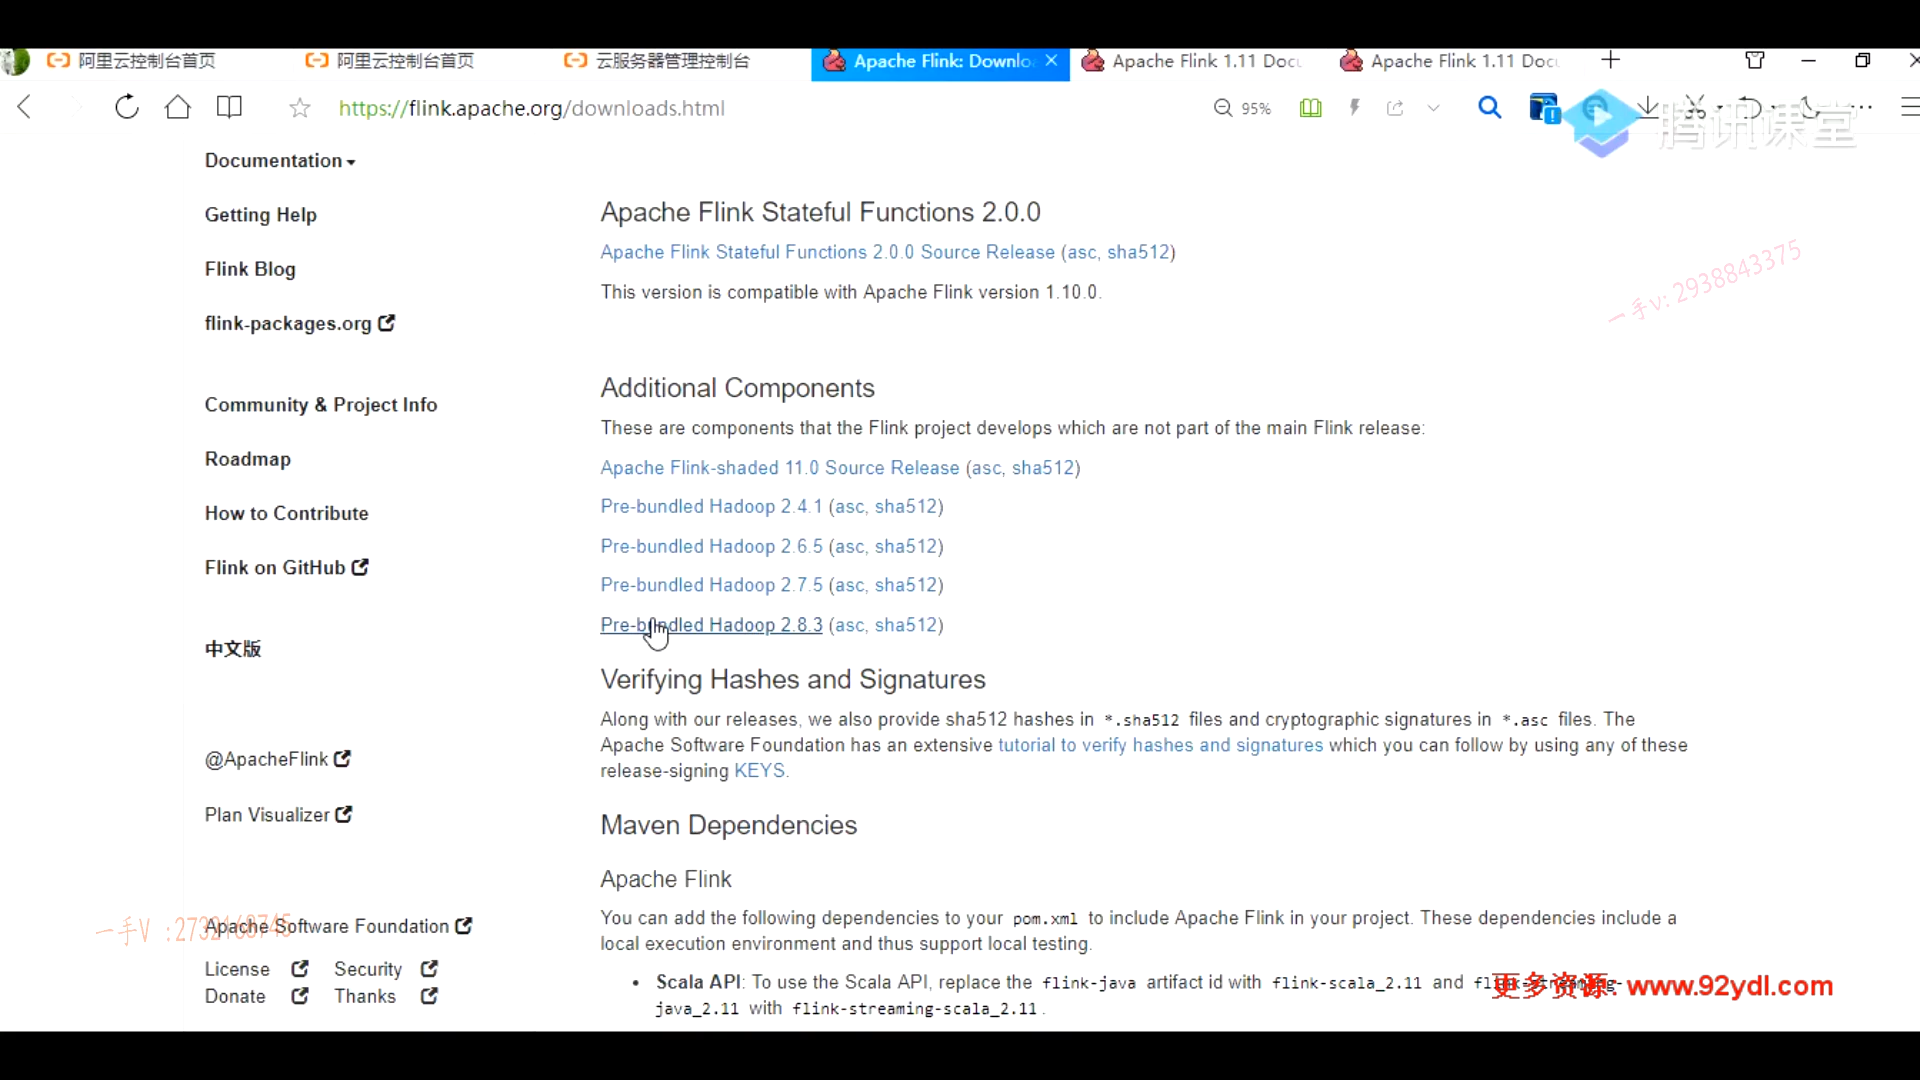 阿里云控制台首页
阿里云控制台首页
云服务器管理控制台
Apache Flink: Downlo
Apache Flink 1.11 Docu
Apache Flink 1.11 Docu
https://flink.apache.org/downloads.html
95%
腾讯课堂
Documentation
Getting Help
Flink Blog
flink-packages.org
Community & Project Info
Roadmap
How to Contribute
Flink on GitHub
中文版
@ApacheFlink
Plan Visualizer
Apache Software Foundation
License Security
Donate Thanks
Apache Flink Stateful Functions 2.0.0
Apache Flink Stateful Functions 2.0.0 Source Release (asc, sha512)
This version is compatible with Apache Flink version 1.10.0.
Additional Components
These are components that the Flink project develops which are not part of the main Flink release:
Apache Flink-shaded 11.0 Source Release (asc, sha512)
Pre-bundled Hadoop 2.4.1 (asc, sha512)
Pre-bundled Hadoop 2.6.5 (asc, sha512)
Pre-bundled Hadoop 2.7.5 (asc, sha512)
Pre-bundled Hadoop 2.8.3 (asc, sha512)
Verifying Hashes and Signatures
Along with our releases, we also provide sha512 hashes in *.sha512 files and cryptographic signatures in *.asc files. The
Apache Software Foundation has an extensive tutorial to verify hashes and signatures which you can follow by using any of these
release-signing KEYS.
Maven Dependencies
Apache Flink
You can add the following dependencies to your pom.xml to include Apache Flink in your project. These dependencies include a
local execution environment and thus support local testing.
• Scala API: To use the Scala API, replace the flink-java artifact id with flink-scala_2.11 and flink-streaming-
java_2.11 with flink-streaming-scala_2.11.
一手v: 2938843375
一手V :2732168745
更多资源: www.92ydl.com